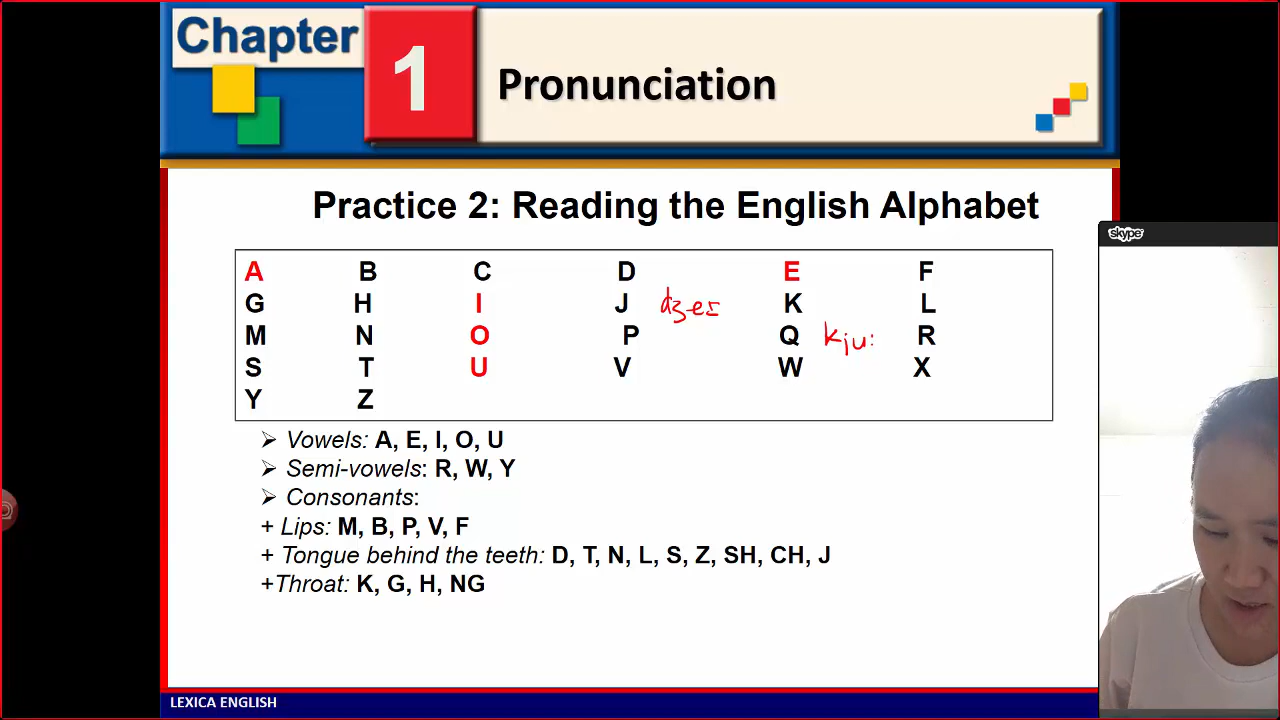 Chapter 1 Pronunciation
Practice 2: Reading the English Alphabet
A B C D E F
G H I J dʒeɪ K L
M N O P Q kju: R
S T U V W X
Y Z
➢ Vowels: A, E, I, O, U
➢ Semi-vowels: R, W, Y
➢ Consonants:
+ Lips: M, B, P, V, F
+ Tongue behind the teeth: D, T, N, L, S, Z, SH, CH, J
+Throat: K, G, H, NG
LEXICA ENGLISH
skype